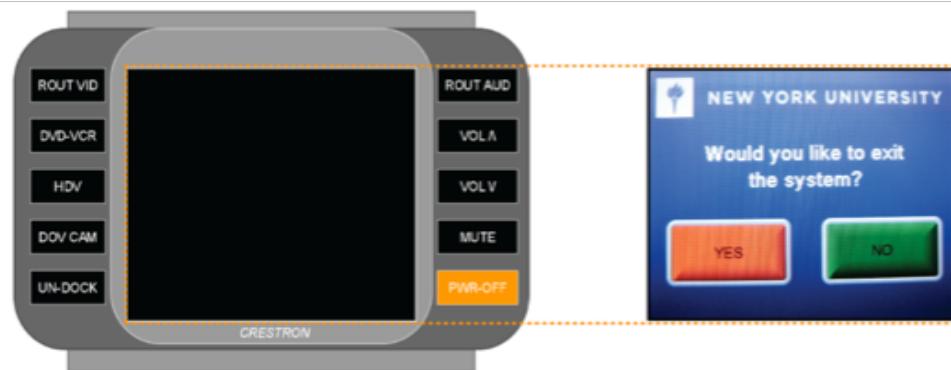 ROUT VID
DVD-VCR
HDV
DOV CAM
UN-DOCK
ROUT AUD
VOL Λ
VOL V
MUTE
PWR-OFF
CRESTRON
NEW YORK UNIVERSITY
Would you like to exit
the system?
YES
NO